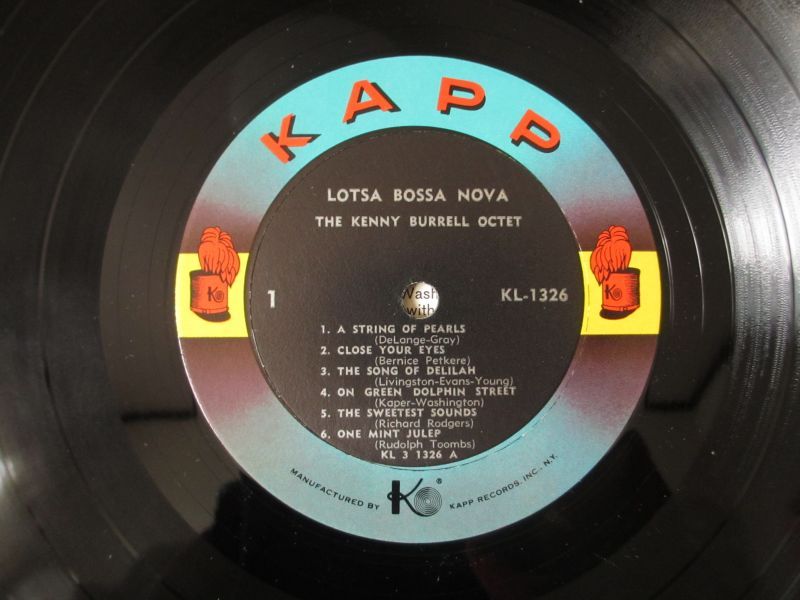 KAPP
LOTSA BOSSA NOVA
THE KENNY BURRELL OCTET
1
KL-1326
Wash
with
1. A STRING OF PEARLS
(DeLange-Gray)
2. CLOSE YOUR EYES
(Bernice Petkere)
3. THE SONG OF DELILAH
(Livingston-Evans-Young)
4. ON GREEN DOLPHIN STREET
(Kaper-Washington)
5. THE SWEETEST SOUNDS
(Richard Rodgers)
6. ONE MINT JULEP
(Rudolph Toombs)
KL 3 1326 A
MANUFACTURED BY K ® KAPP RECORDS, INC., N.Y.
K
K